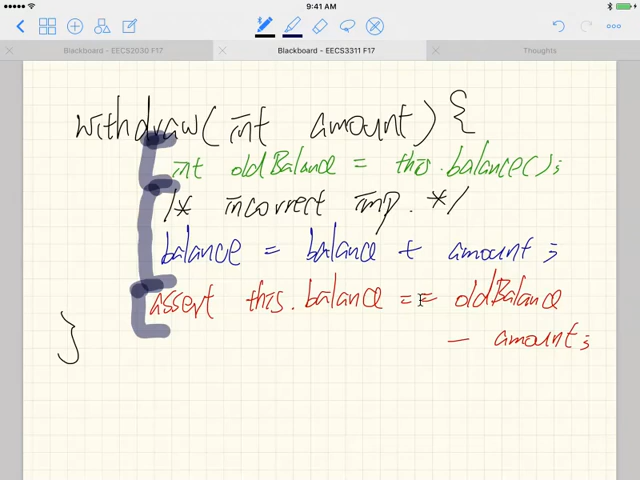 9:41 AM
Blackboard — EECS2030 F17
Blackboard — EECS3311 F17
Thoughts
withdraw(int amount) {
int oldBalance = this.balance();
/* incorrect imp. */
balance = balance + amount;
assert this.balance == oldBalance
- amount;
}